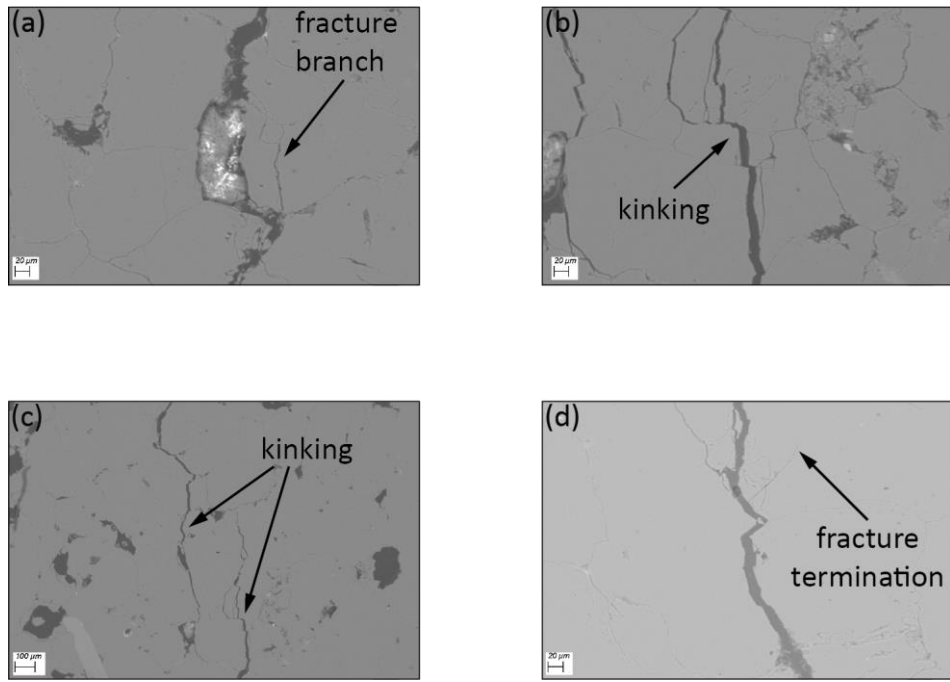 (a)
fracture
branch
20 µm
(b)
kinking
20 µm
(c)
kinking
100 µm
(d)
fracture
termination
20 µm